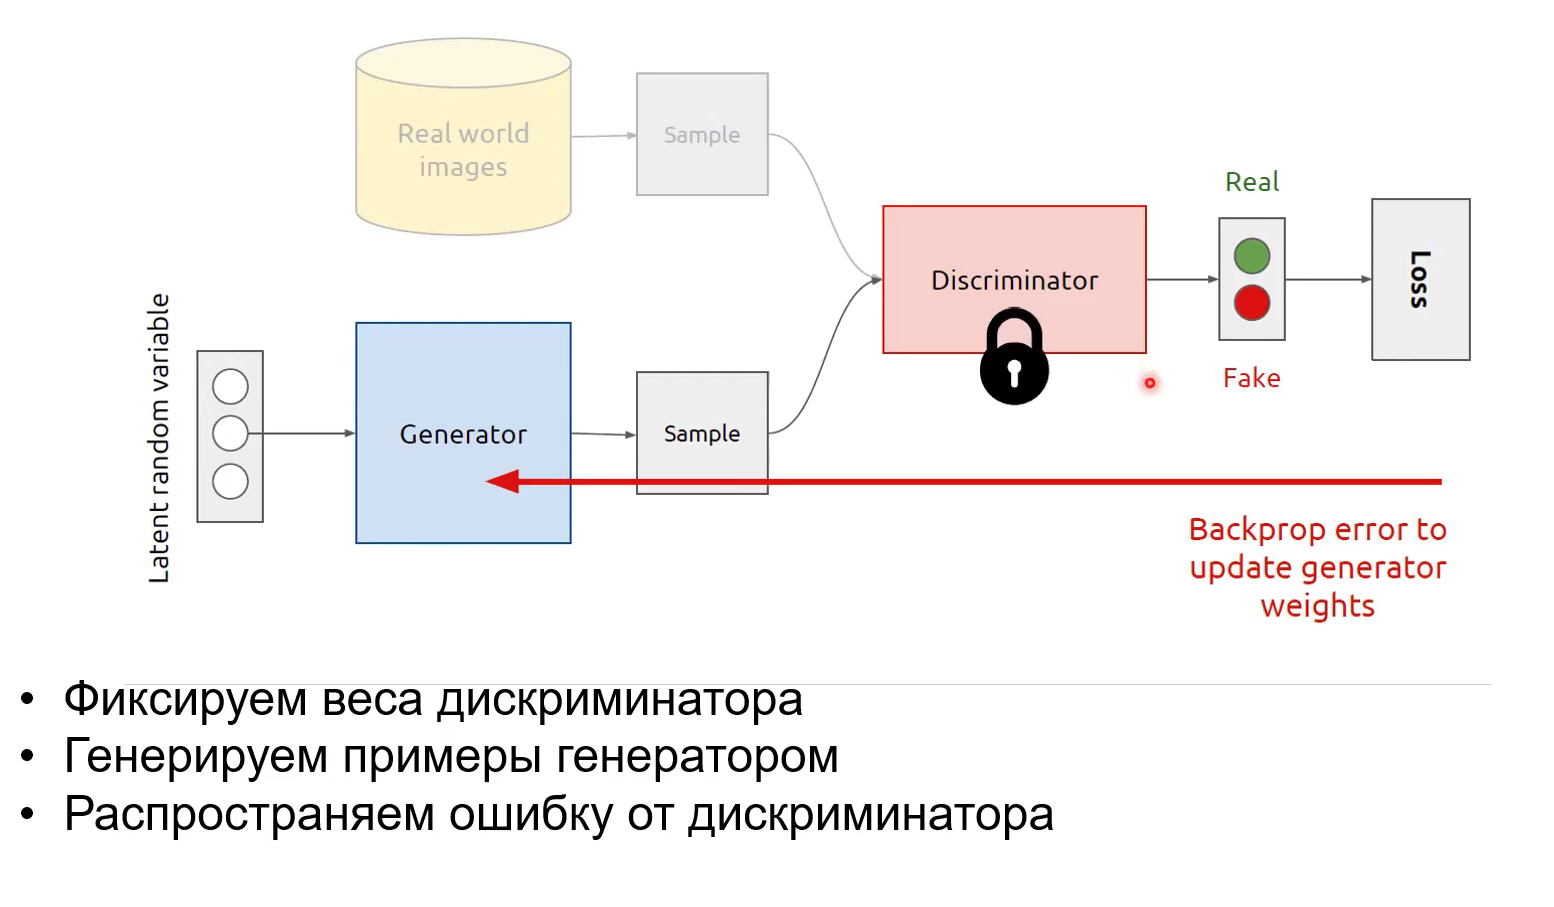 Real world
images
Sample
Real
Discriminator
Loss
Latent random variable
Generator
Sample
Fake
Backprop error to
update generator
weights
• Фиксируем веса дискриминатора
• Генерируем примеры генератором
• Распространяем ошибку от дискриминатора